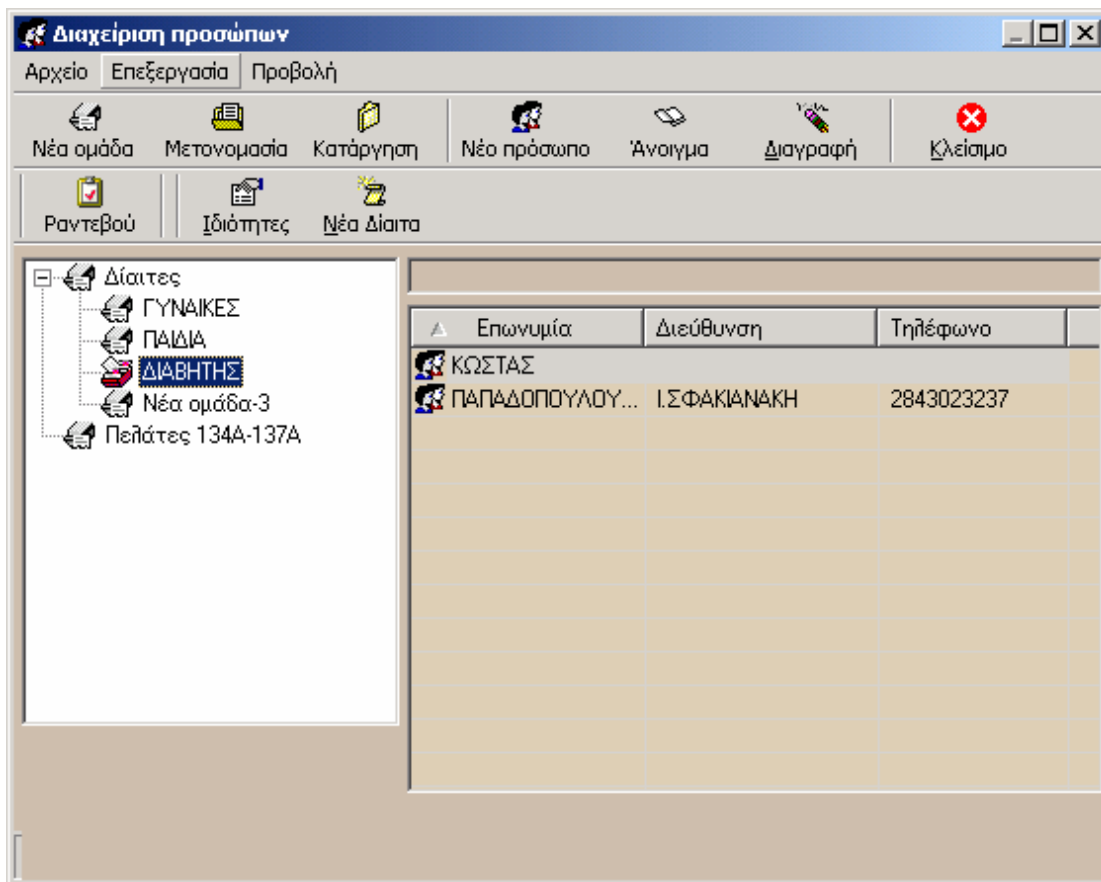 Διαχείριση προσώπων
Αρχείο Επεξεργασία Προβολή
Νέα ομάδα Μετονομασία Κατάργηση Νέο πρόσωπο Άνοιγμα Διαγραφή Κλείσιμο
Ραντεβού Ιδιότητες Νέα Δίαιτα
Δίαιτες
ΓΥΝΑΙΚΕΣ
ΠΑΙΔΙΑ
ΔΙΑΒΗΤΗΣ
Νέα ομάδα-3
Πελάτες 134Α-137Α
Επωνυμία Διεύθυνση Τηλέφωνο
ΚΩΣΤΑΣ
ΠΑΠΑΔΟΠΟΥΛΟΥ... Ι.ΣΦΑΚΙΑΝΑΚΗ 2843023237